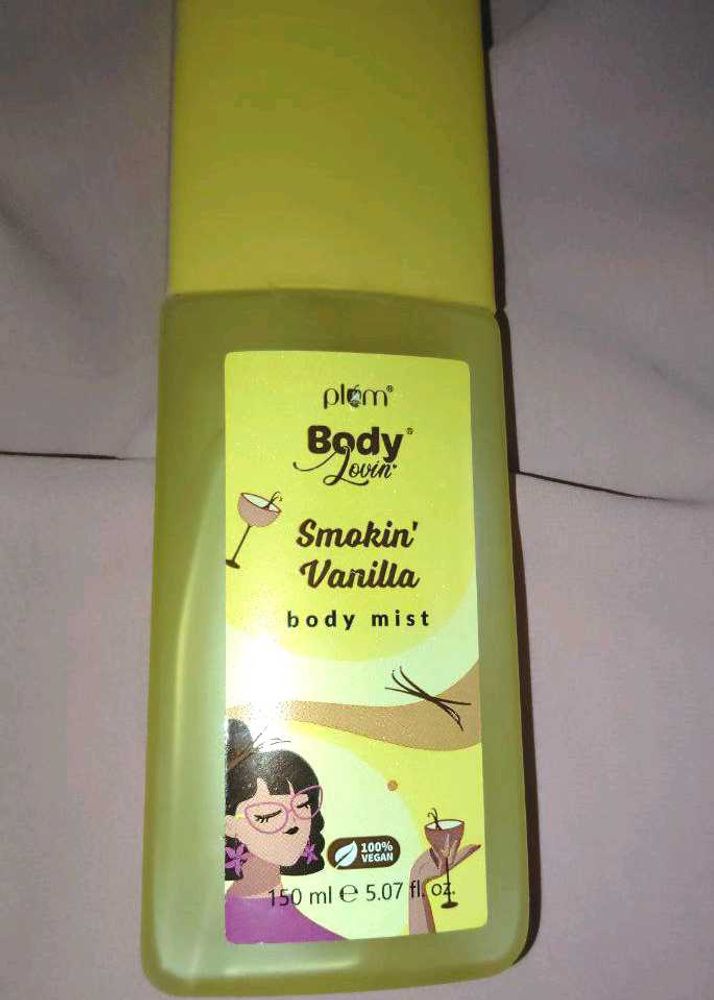 plum®
Body®
Lovin'
Smokin'
Vanilla
body mist
100%
VEGAN
150 ml ℮ 5.07 fl. oz.